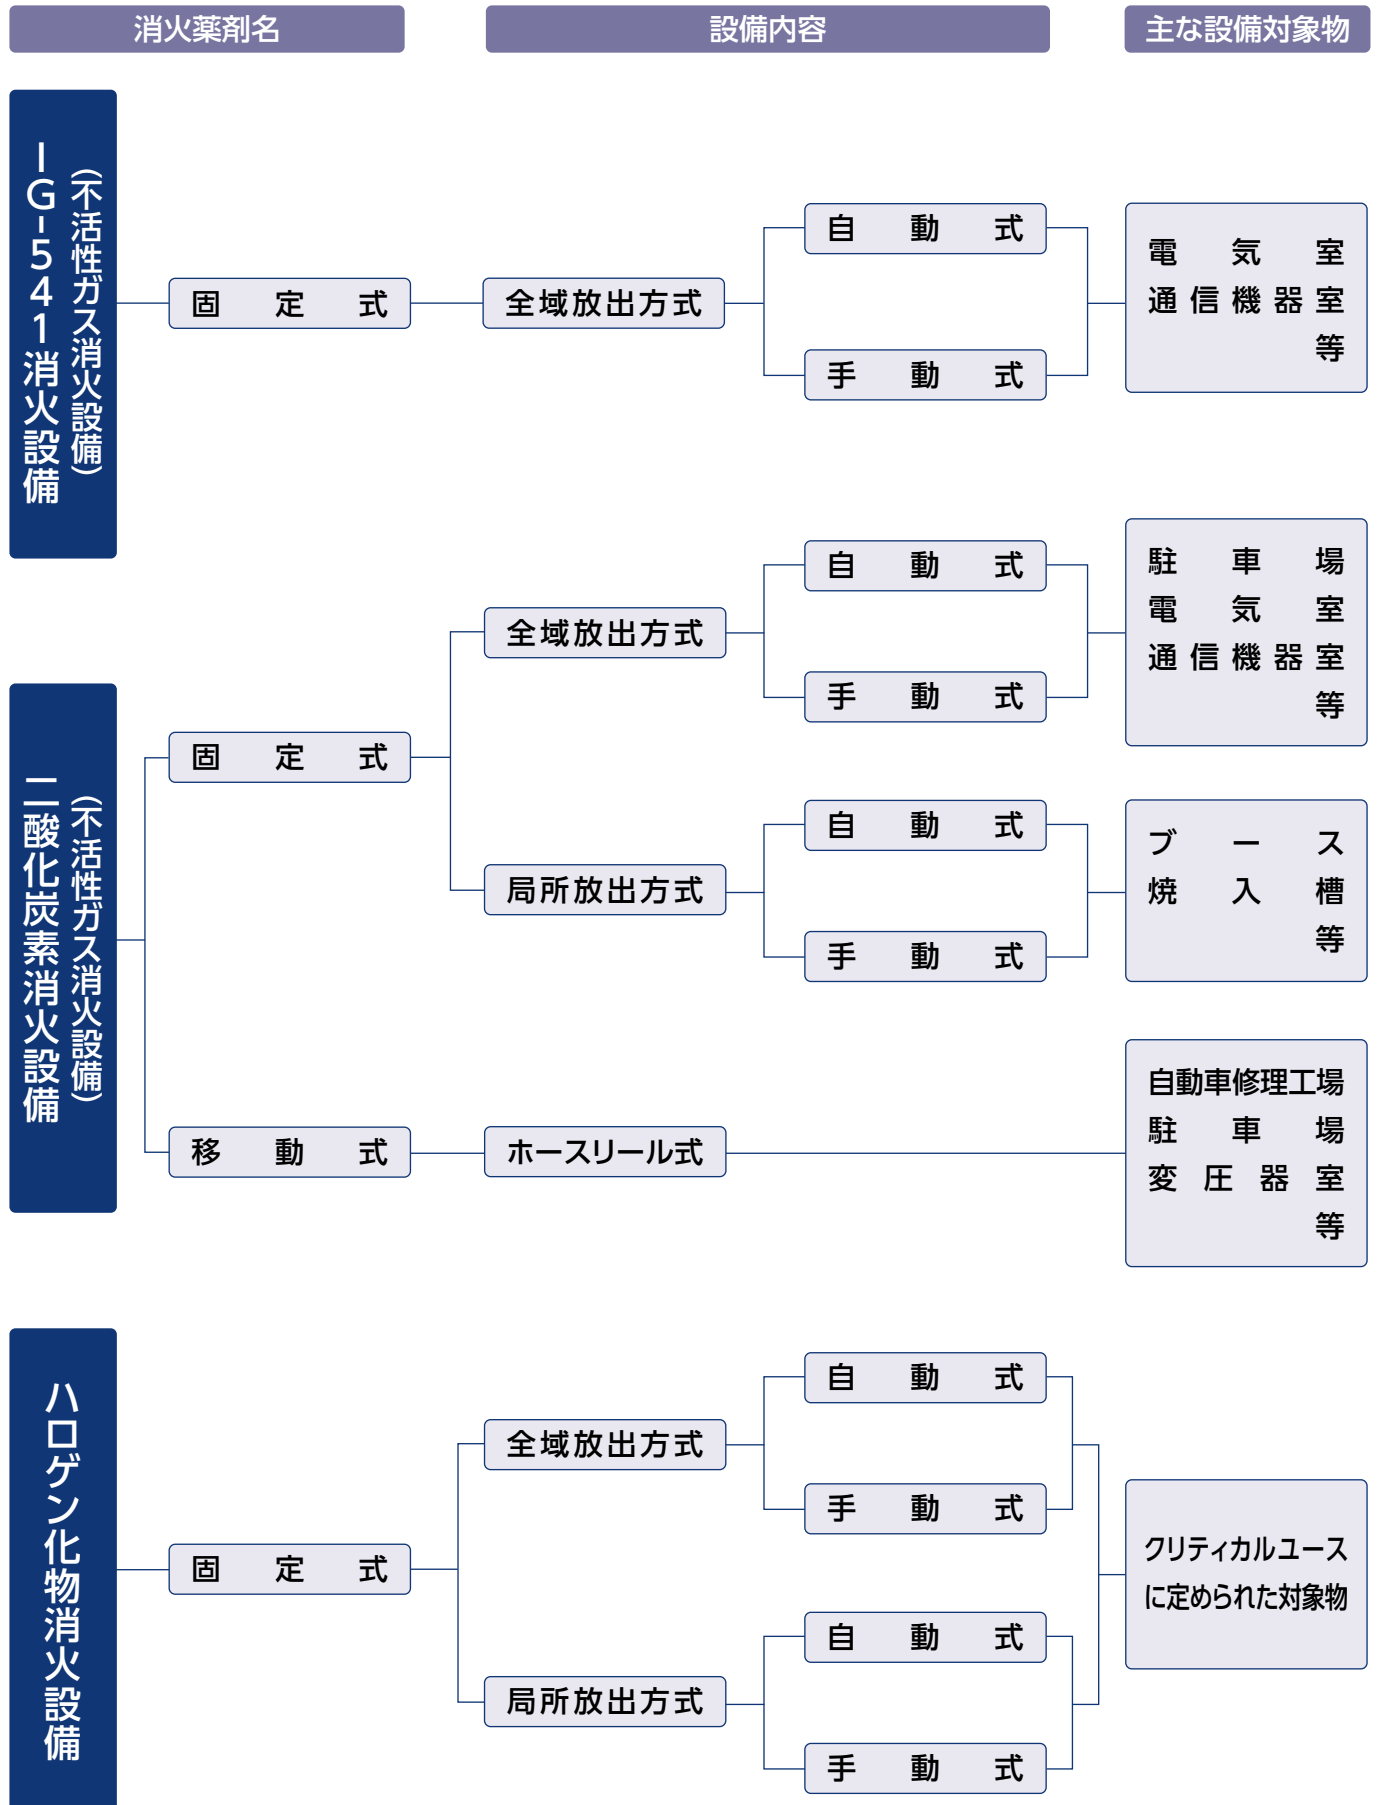 消火薬剤名
設備内容
主な設備対象物
IG-541消火設備
（不活性ガス消火設備）
固定式
全域放出方式
自動式
手動式
電気室
通信機器室
等
二酸化炭素消火設備
（不活性ガス消火設備）
固定式
全域放出方式
自動式
手動式
駐車場
電気室
通信機器室
等
局所放出方式
自動式
手動式
ブース
焼入槽
等
移動式
ホースリール式
自動車修理工場
駐車場
変圧器室
等
ハロゲン化物消火設備
固定式
全域放出方式
自動式
手動式
局所放出方式
自動式
手動式
クリティカルユース
に定められた対象物